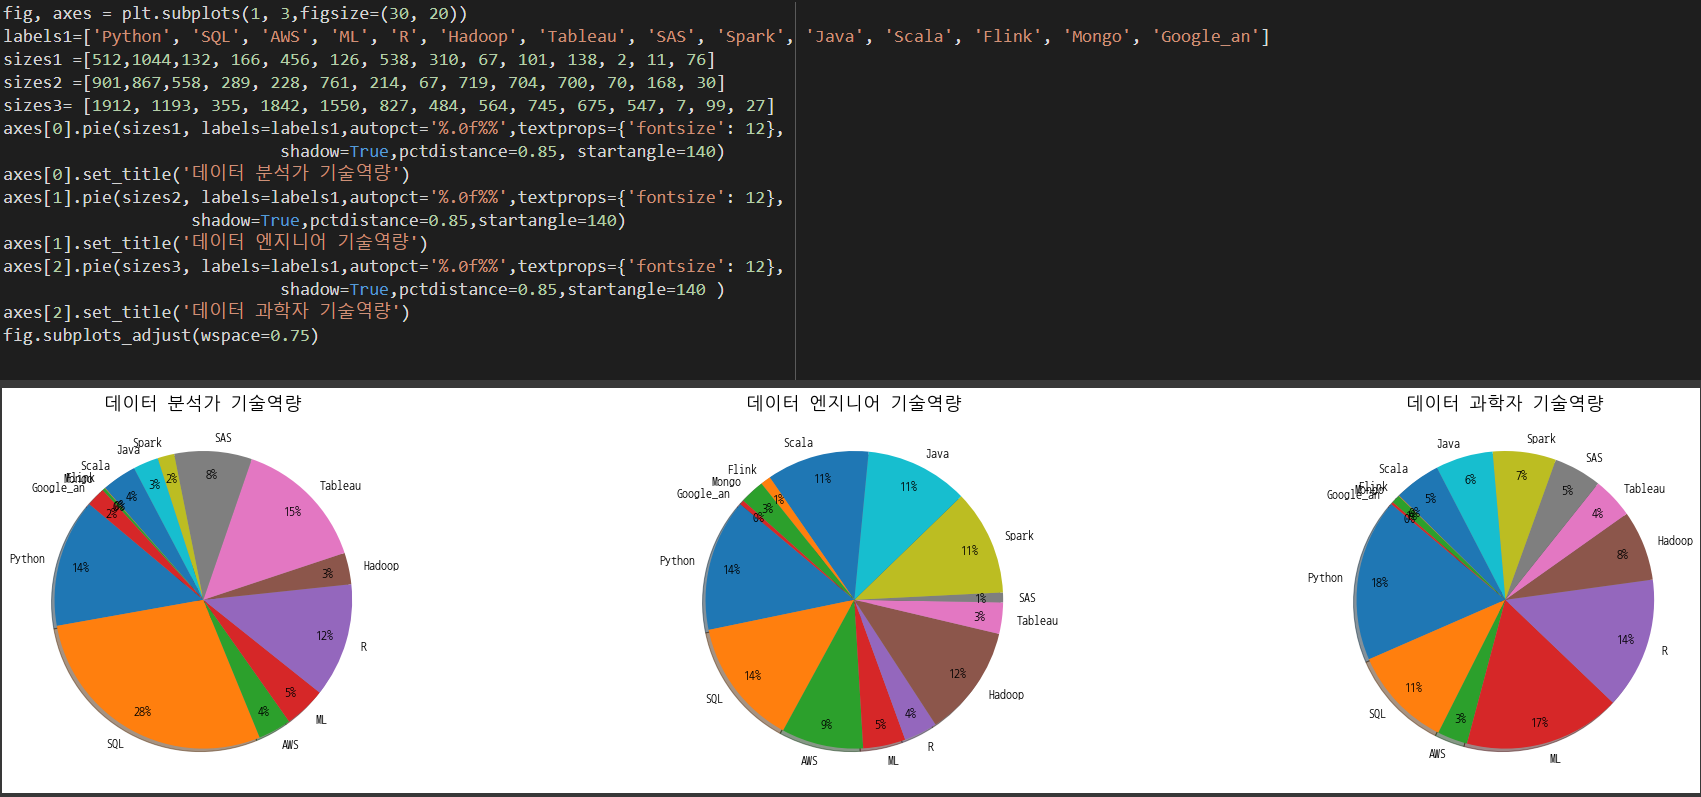 fig, axes = plt.subplots(1, 3,figsize=(30, 20))
labels1=['Python', 'SQL', 'AWS', 'ML', 'R', 'Hadoop', 'Tableau', 'SAS', 'Spark', 'Java', 'Scala', 'Flink', 'Mongo', 'Google_an']
sizes1 =[512,1044,132, 166, 456, 126, 538, 310, 67, 101, 138, 2, 11, 76]
sizes2 =[901,867,558, 289, 228, 761, 214, 67, 719, 704, 700, 70, 168, 30]
sizes3= [1912, 1193, 355, 1842, 1550, 827, 484, 564, 745, 675, 547, 7, 99, 27]
axes[0].pie(sizes1, labels=labels1,autopct='%.0f%%',textprops={'fontsize': 12},
shadow=True,pctdistance=0.85, startangle=140)
axes[0].set_title('데이터 분석가 기술역량')
axes[1].pie(sizes2, labels=labels1,autopct='%.0f%%',textprops={'fontsize': 12},
shadow=True,pctdistance=0.85,startangle=140)
axes[1].set_title('데이터 엔지니어 기술역량')
axes[2].pie(sizes3, labels=labels1,autopct='%.0f%%',textprops={'fontsize': 12},
shadow=True,pctdistance=0.85,startangle=140 )
axes[2].set_title('데이터 과학자 기술역량')
fig.subplots_adjust(wspace=0.75)
데이터 분석가 기술역량
SAS
Spark
Java
Scala
Flink
Mongo
Google_an
Tableau
Python
Hadoop
R
ML
AWS
SQL
8%
2%
3%
4%
0%
0%
2%
15%
14%
3%
12%
5%
4%
28%
데이터 엔지니어 기술역량
Scala
Java
Flink
Mongo
Google_an
Spark
Python
SAS
Tableau
Hadoop
SQL
R
ML
AWS
11%
11%
1%
3%
0%
11%
14%
1%
3%
12%
14%
4%
5%
9%
데이터 과학자 기술역량
Spark
Java
SAS
Scala
Flink
Mongo
Google_an
Tableau
Hadoop
Python
R
SQL
AWS
ML
7%
6%
5%
5%
0%
0%
4%
8%
18%
14%
11%
3%
17%